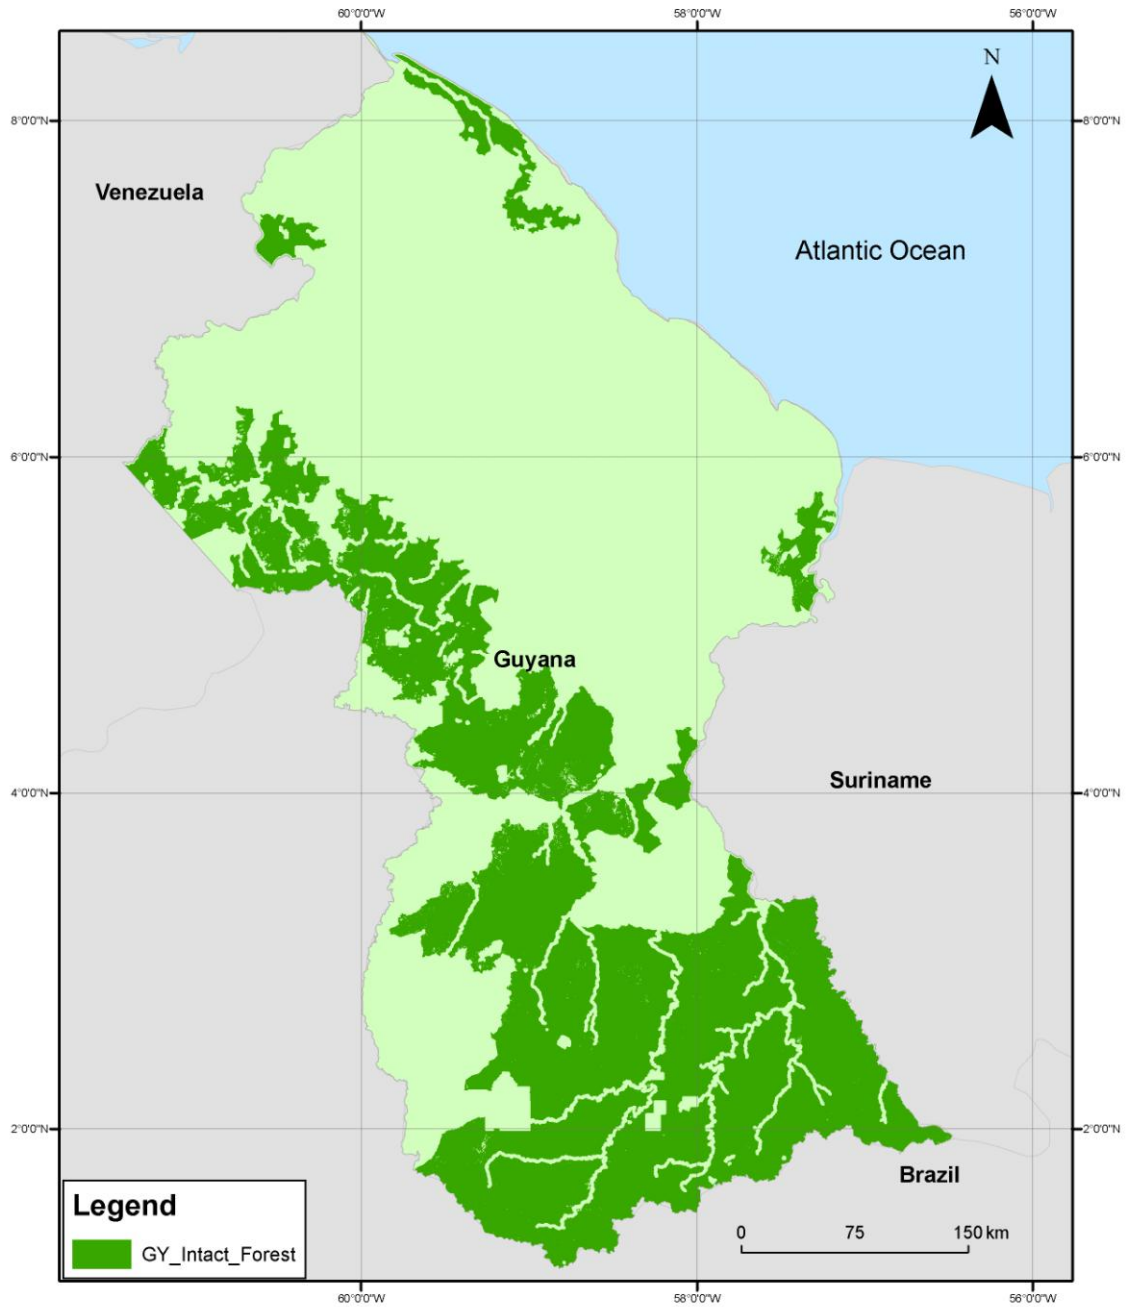 60°0'0"W 58°0'0"W 56°0'0"W
N
8°0'0"N 8°0'0"N
Venezuela
Atlantic Ocean
6°0'0"N 6°0'0"N
Guyana
Suriname
4°0'0"N 4°0'0"N
2°0'0"N 2°0'0"N
Brazil
Legend
GY_Intact_Forest
0 75 150 km
60°0'0"W 58°0'0"W 56°0'0"W